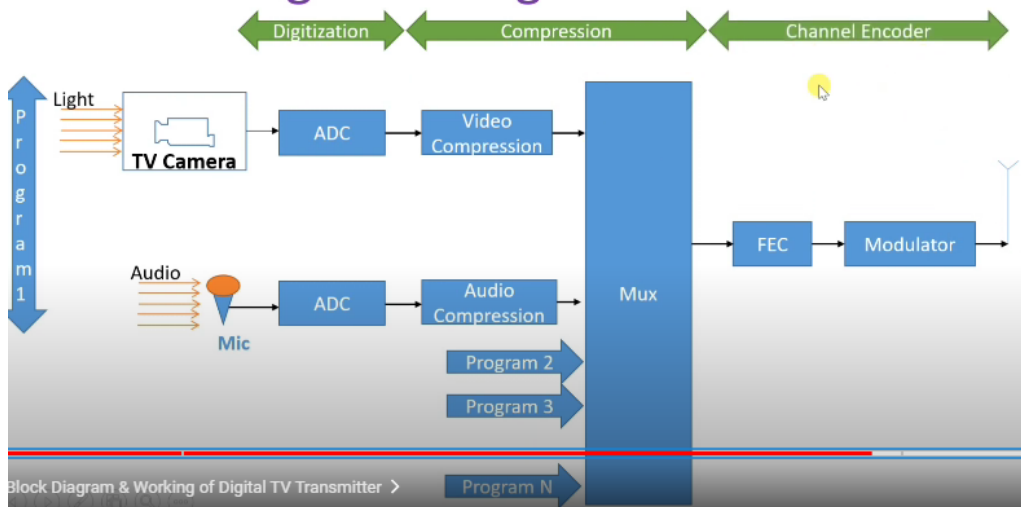 Digitization
Compression
Channel Encoder
Program 1
Light
TV Camera
ADC
Video
Compression
FEC
Modulator
Audio
Mic
ADC
Audio
Compression
Mux
Program 2
Program 3
Program N
Block Diagram & Working of Digital TV Transmitter >